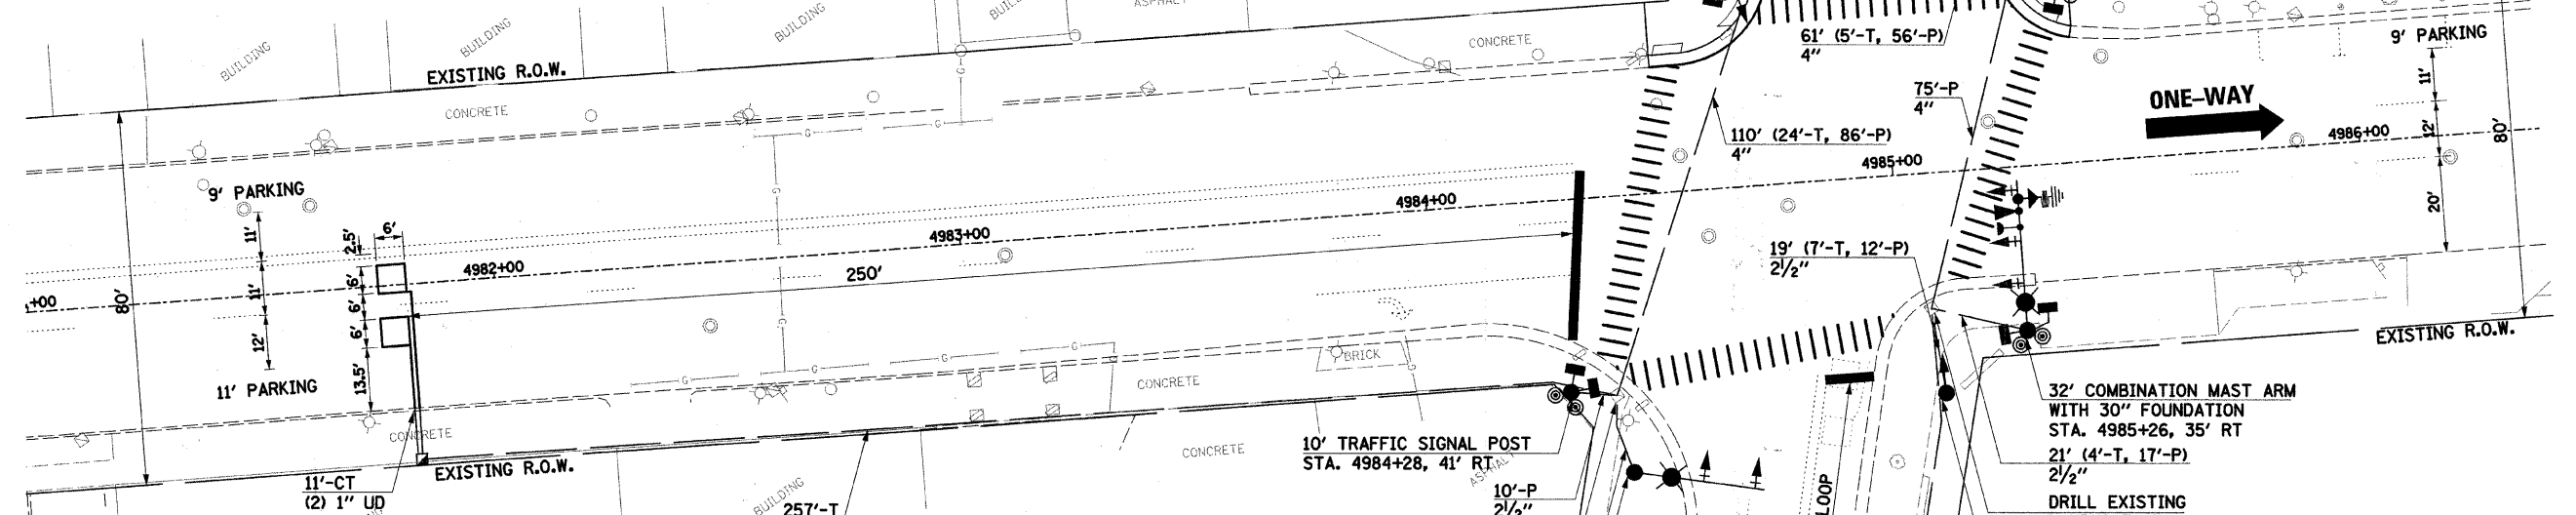 BUILDING
BUILDING
BUILDING
EXISTING R.O.W.
CONCRETE
9' PARKING
11'
11'
12'
11' PARKING
80'
+00
2.5'
6'
6'
6'
6'
13.5'
4982+00
4983+00
4984+00
4985+00
4986+00
250'
G
G
G
G
G
G
G
G
G
CONCRETE
EXISTING R.O.W.
11'-CT
(2) 1" UD
BUILDING
257'-T
CONCRETE
CONCRETE
BRICK
CONCRETE
10' TRAFFIC SIGNAL POST
STA. 4984+28, 41' RT
ASPHALT
10'-P
2½"
61' (5'-T, 56'-P)
4"
75'-P
4"
110' (24'-T, 86'-P)
4"
19' (7'-T, 12'-P)
2½"
LOOP
ONE-WAY
9' PARKING
11'
12'
20'
80'
EXISTING R.O.W.
32' COMBINATION MAST ARM
WITH 30" FOUNDATION
STA. 4985+26, 35' RT
21' (4'-T, 17'-P)
2½"
DRILL EXISTING